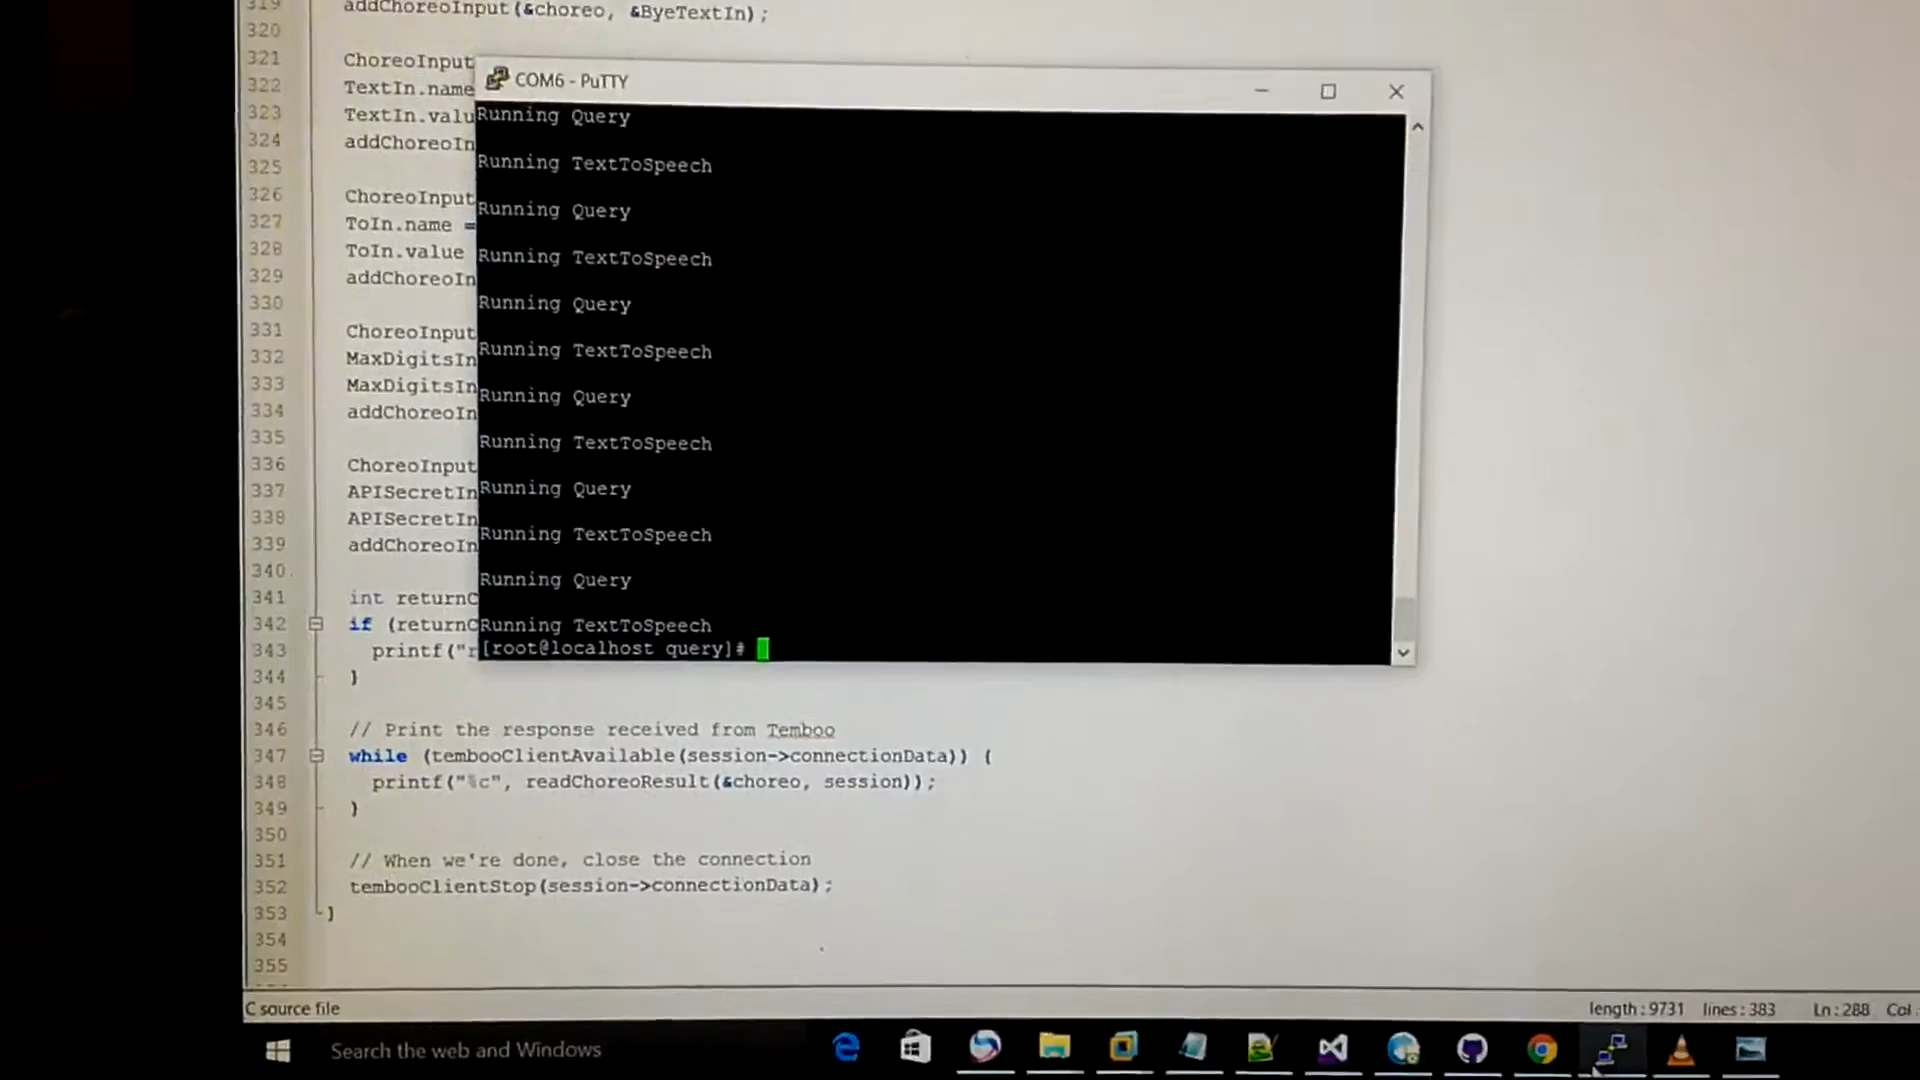 319 addChoreoInput(&choreo, &ByeTextIn);
320
321 ChoreoInput
322 TextIn.name
323 TextIn.valu
324 addChoreoIn
325
326 ChoreoInput
327 ToIn.name =
328 ToIn.value
329 addChoreoIn
330
331 ChoreoInput
332 MaxDigitsIn
333 MaxDigitsIn
334 addChoreoIn
335
336 ChoreoInput
337 APISecretIn
338 APISecretIn
339 addChoreoIn
340
341 int returnC
342 if (returnC
343 printf("r
344 }
345
346 // Print the response received from Temboo
347 while (tembooClientAvailable(session->connectionData)) {
348 printf("%c", readChoreoResult(&choreo, session));
349 }
350
351 // When we're done, close the connection
352 tembooClientStop(session->connectionData);
353 }
354
355
COM6 - PuTTY
Running Query
Running TextToSpeech
Running Query
Running TextToSpeech
Running Query
Running TextToSpeech
Running Query
Running TextToSpeech
Running Query
Running TextToSpeech
Running Query
Running TextToSpeech
[root@localhost query]#
C source file length : 9731 lines : 383 Ln : 288 Col :
Search the web and Windows